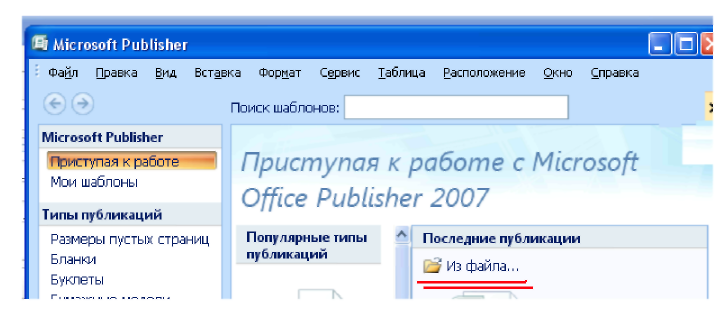 Microsoft Publisher
Файл Правка Вид Вставка Формат Сервис Таблица Расположение Окно Справка
Поиск шаблонов:
Microsoft Publisher
Приступая к работе
Мои шаблоны
Типы публикаций
Размеры пустых страниц
Бланки
Буклеты
Приступая к работе с Microsoft
Office Publisher 2007
Популярные типы
публикаций
Последние публикации
Из файла...